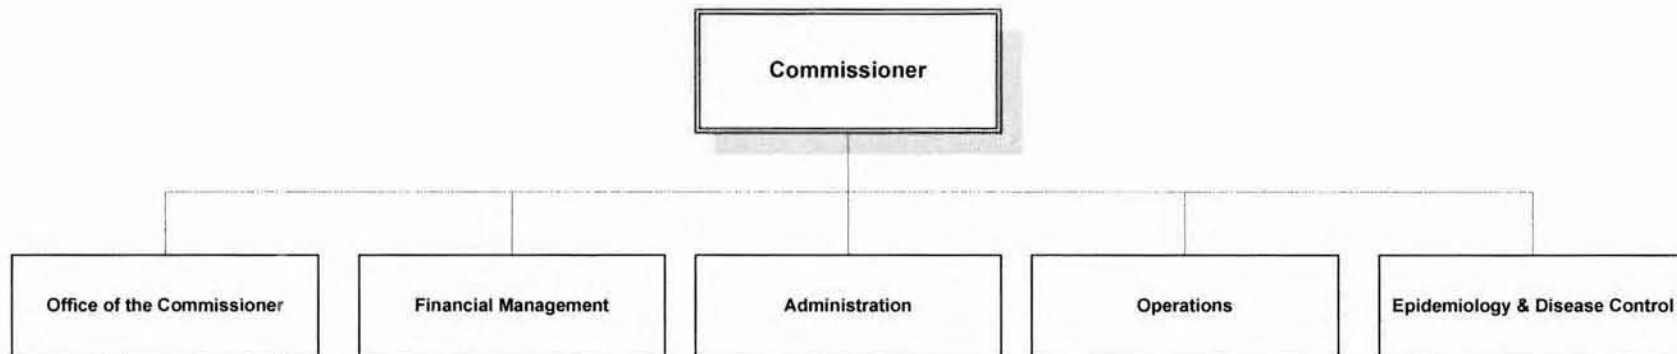 Commissioner
Office of the Commissioner
Financial Management
Administration
Operations
Epidemiology & Disease Control